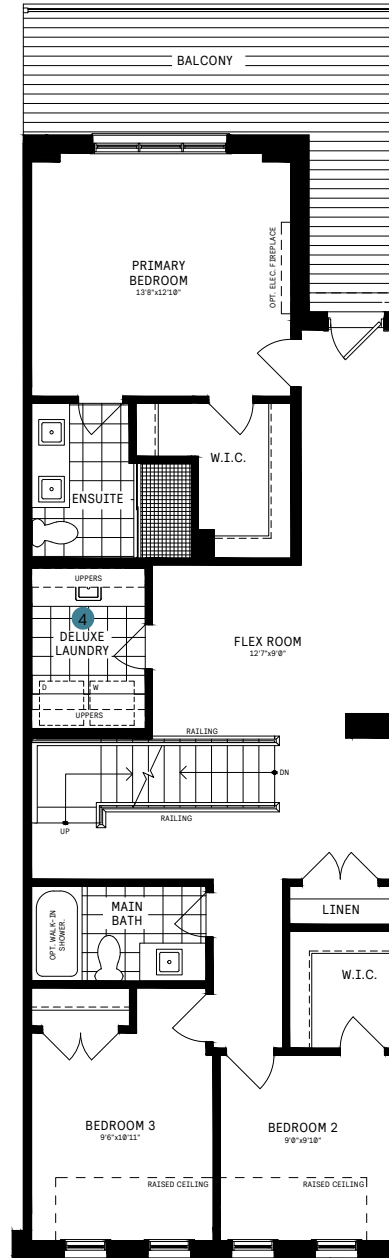 BALCONY
PRIMARY
BEDROOM
13'8"x12'10"
OPT. ELEC. FIREPLACE
W.I.C.
ENSUITE
UPPERS
4
DELUXE
LAUNDRY
D
W
UPPERS
FLEX ROOM
12'7"x9'0"
RAILING
DN
UP
RAILING
MAIN
BATH
OPT. WALK-IN
SHOWER.
LINEN
W.I.C.
BEDROOM 3
9'6"x10'11"
BEDROOM 2
9'0"x9'10"
RAISED CEILING
RAISED CEILING